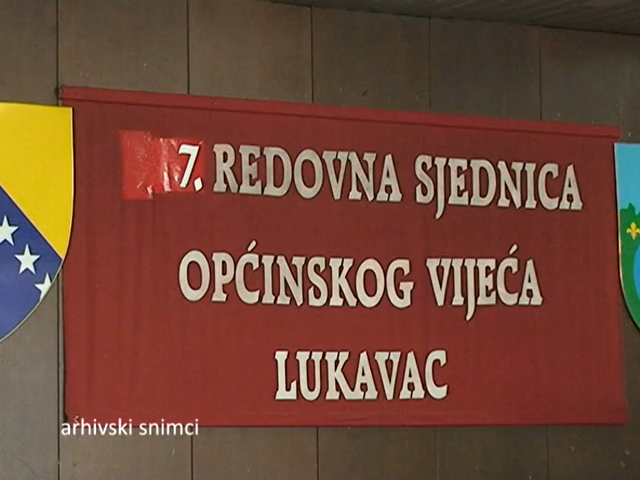 7. REDOVNA SJEDNICA
OPĆINSKOG VIJEĆA
LUKAVAC
arhivski snimci